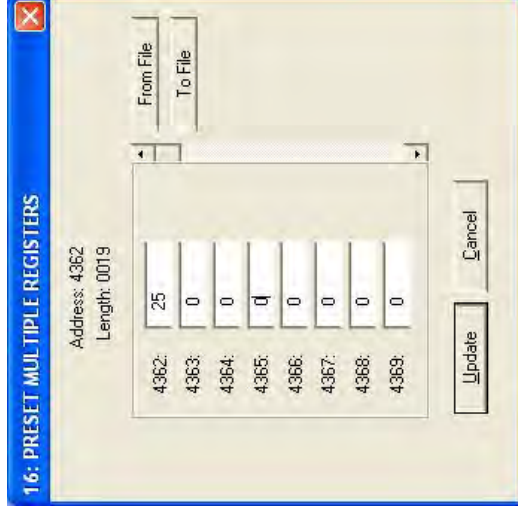 16: PRESET MULTIPLE REGISTERS
Address: 4362
Length: 0019
4362: 25
4363: 0
4364: 0
4365: 0
4366: 0
4367: 0
4368: 0
4369: 0
From File
To File
Update
Cancel